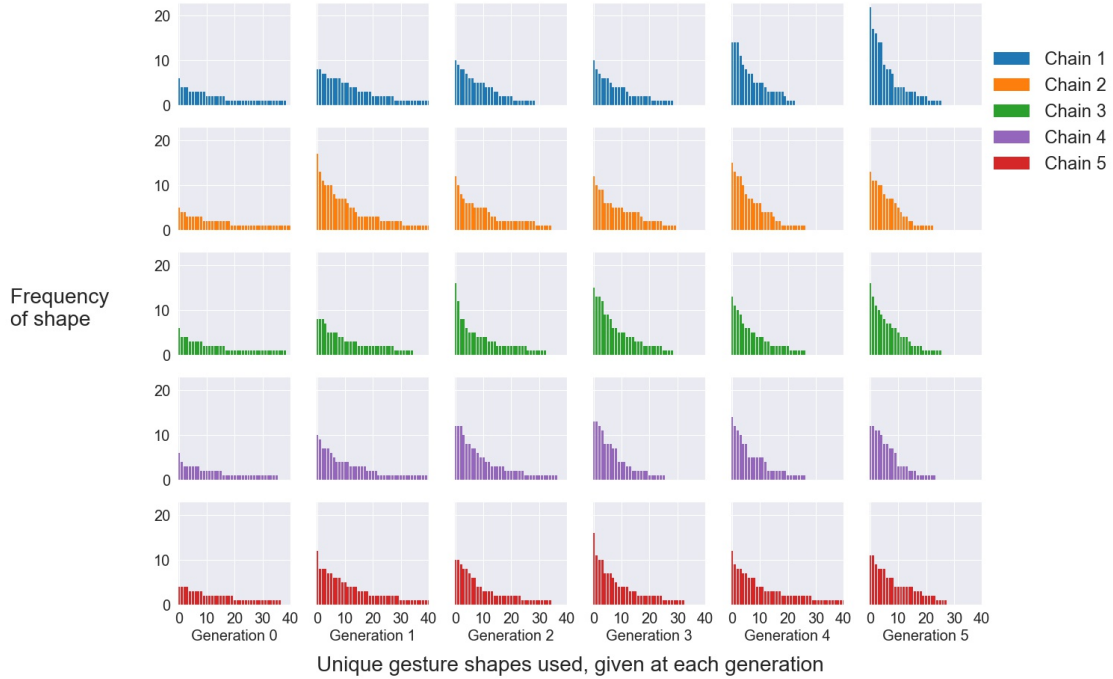 20
10
0
Chain 1
Chain 2
Chain 3
Chain 4
Chain 5
20
10
0
20
10
0
Frequency
of shape
20
10
0
20
10
0
0 10 20 30 40 0 10 20 30 40 0 10 20 30 40 0 10 20 30 40 0 10 20 30 40 0 10 20 30 40
Generation 0 Generation 1 Generation 2 Generation 3 Generation 4 Generation 5
Unique gesture shapes used, given at each generation